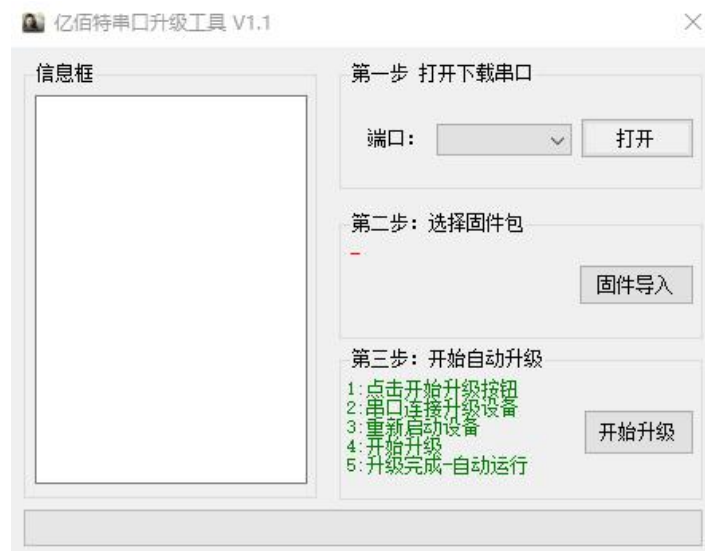 亿佰特串口升级工具 V1.1
信息框
第一步 打开下载串口
端口：
打开
第二步：选择固件包
-
固件导入
第三步：开始自动升级
1:点击开始升级按钮
2:串口连接升级设备
3:重新启动设备
4:开始升级
5:升级完成-自动运行
开始升级